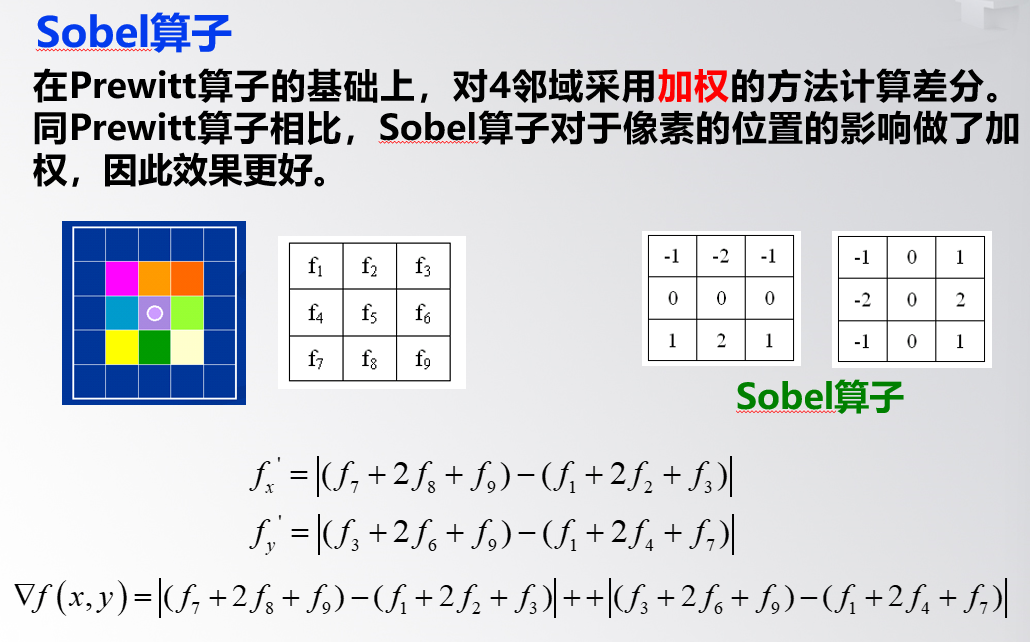 Sobel算子
在Prewitt算子的基础上，对4邻域采用加权的方法计算差分。
同Prewitt算子相比，Sobel算子对于像素的位置的影响做了加
权，因此效果更好。
f₁ f₂ f₃
f₄ f₅ f₆
f₇ f₈ f₉
-1 -2 -1
0 0 0
1 2 1
-1 0 1
-2 0 2
-1 0 1
Sobel算子
fₓ' = |(f₇ + 2f₈ + f₉) − (f₁ + 2f₂ + f₃)|
f_y' = |(f₃ + 2f₆ + f₉) − (f₁ + 2f₄ + f₇)|
∇f(x, y) = |(f₇ + 2f₈ + f₉) − (f₁ + 2f₂ + f₃)| + + |(f₃ + 2f₆ + f₉) − (f₁ + 2f₄ + f₇)|